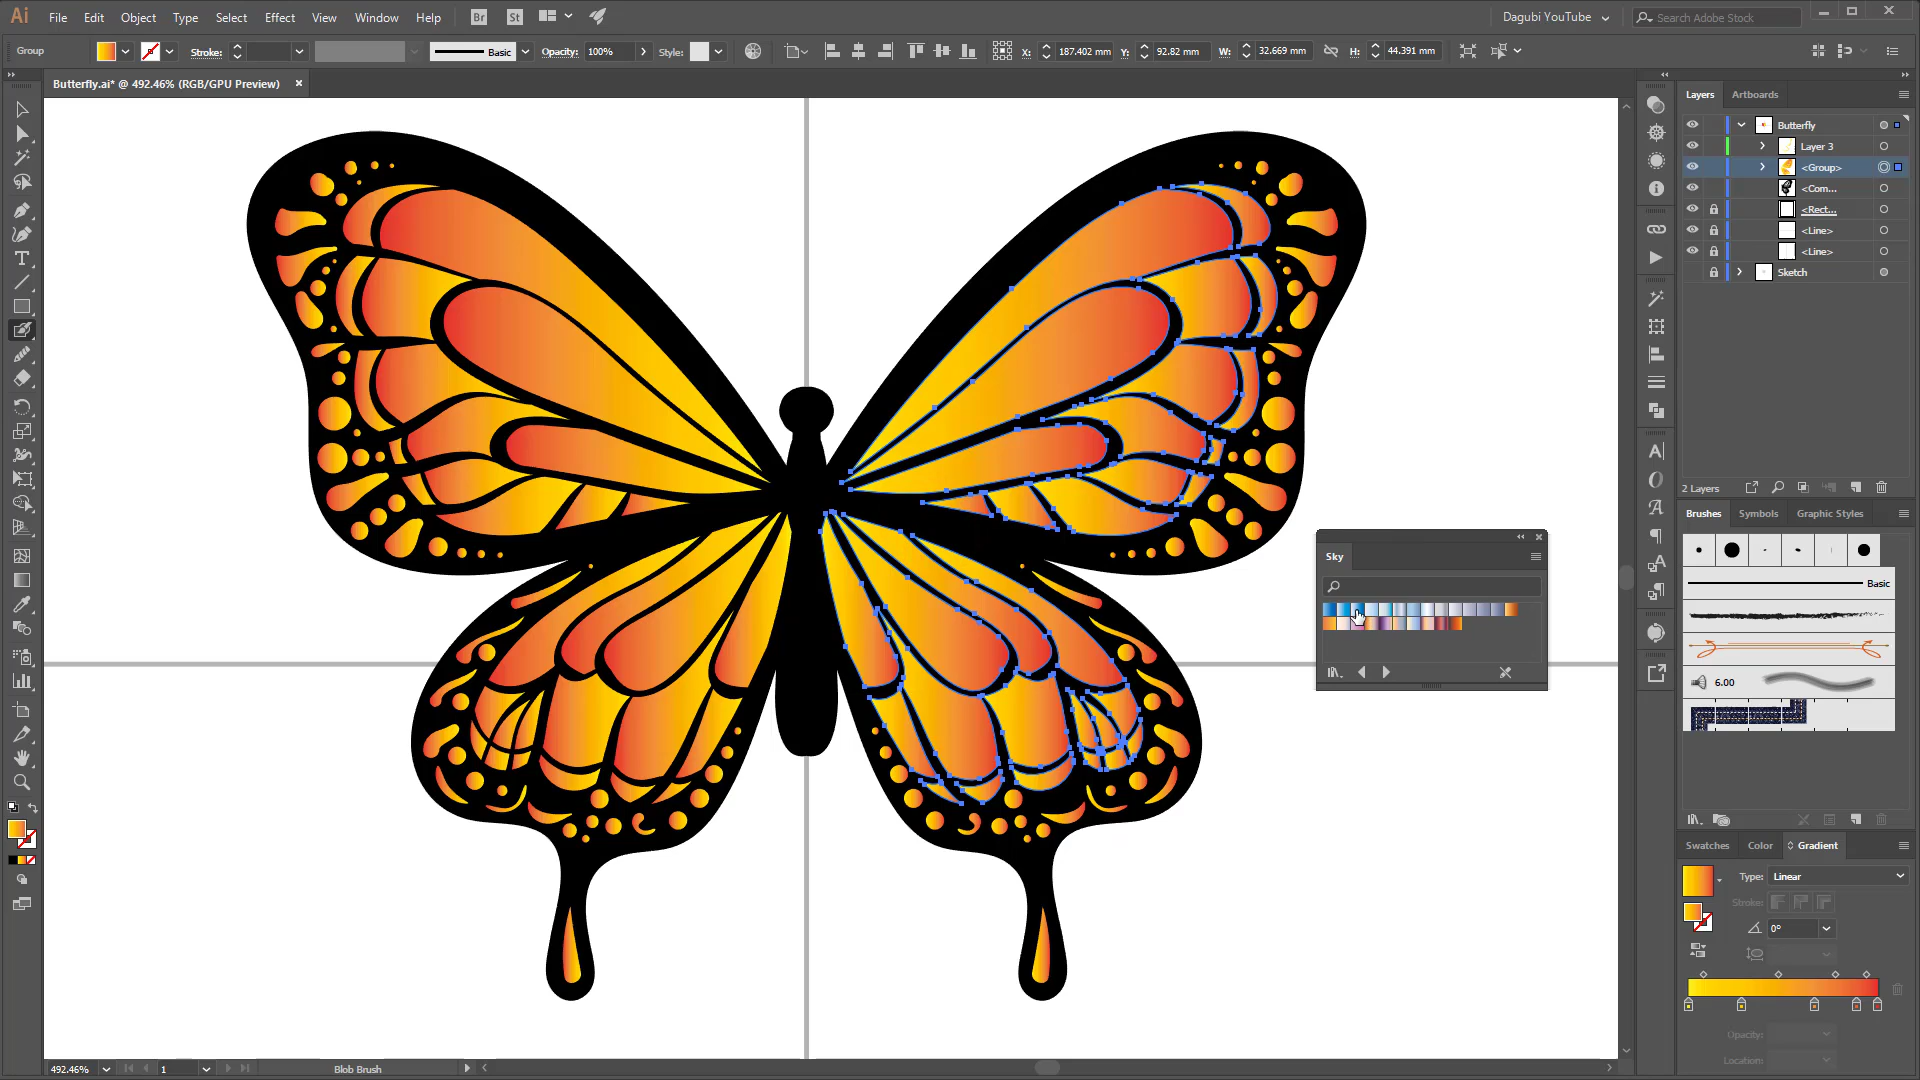 Ai File Edit Object Type Select Effect View Window Help Br St Dagubi YouTube Search Adobe Stock
Group Stroke: Basic Opacity: 100% Style: X: 187.402 mm Y: 92.82 mm W: 32.669 mm H: 44.391 mm
Butterfly.ai* @ 492.46% (RGB/GPU Preview)
Layers Artboards
Butterfly
Layer 3
<Group>
<Com...
<Rect...
<Line>
<Line>
Sketch
2 Layers
Brushes Symbols Graphic Styles
Basic
6.00
Sky
Swatches Color Gradient
Type: Linear
Stroke:
0°
Opacity:
Location:
492.46% 1 Blob Brush